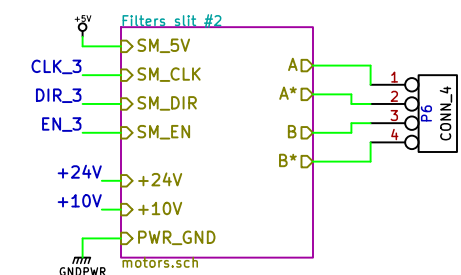 +5V
Filters slit #2
SM_5V
CLK_3
SM_CLK
DIR_3
SM_DIR
EN_3
SM_EN
+24V
+24V
+10V
+10V
PWR_GND
GNDPWR
motors.sch
A
A*
B
B*
1
2
3
4
P6
CONN_4